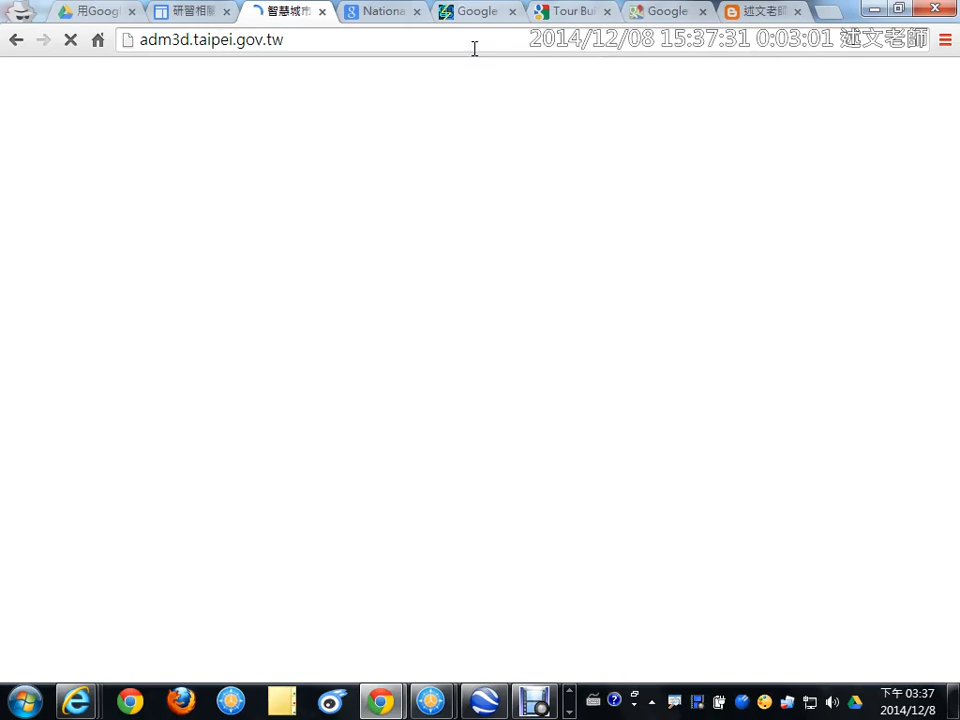 用Googl
研習相關
智慧城市
Nationa
Google
Tour Bui
Google
述文老師
adm3d.taipei.gov.tw
2014/12/08 15:37:31 0:03:01 述文老師
下午 03:37
2014/12/8